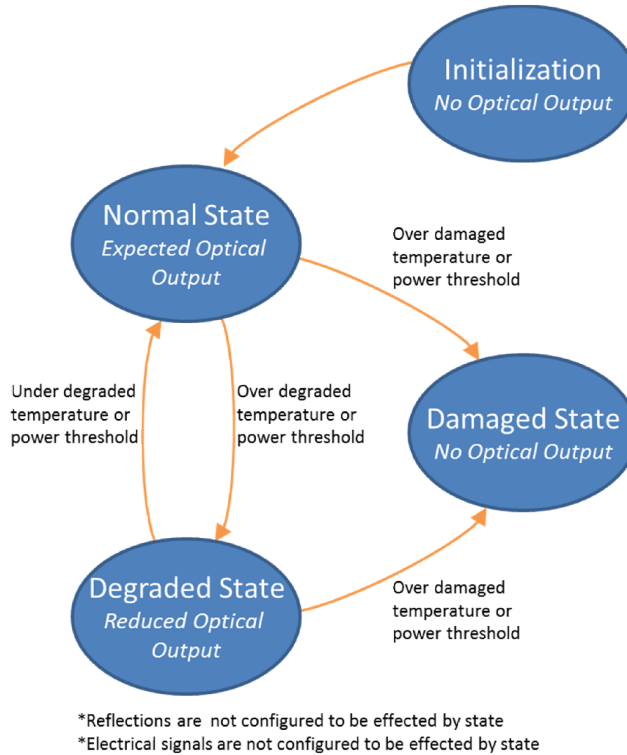 Initialization
No Optical Output
Normal State
Expected Optical
Output
Over damaged
temperature or
power threshold
Under degraded
temperature or
power threshold
Over degraded
temperature or
power threshold
Damaged State
No Optical Output
Degraded State
Reduced Optical
Output
Over damaged
temperature or
power threshold
*Reflections are not configured to be effected by state
*Electrical signals are not configured to be effected by state